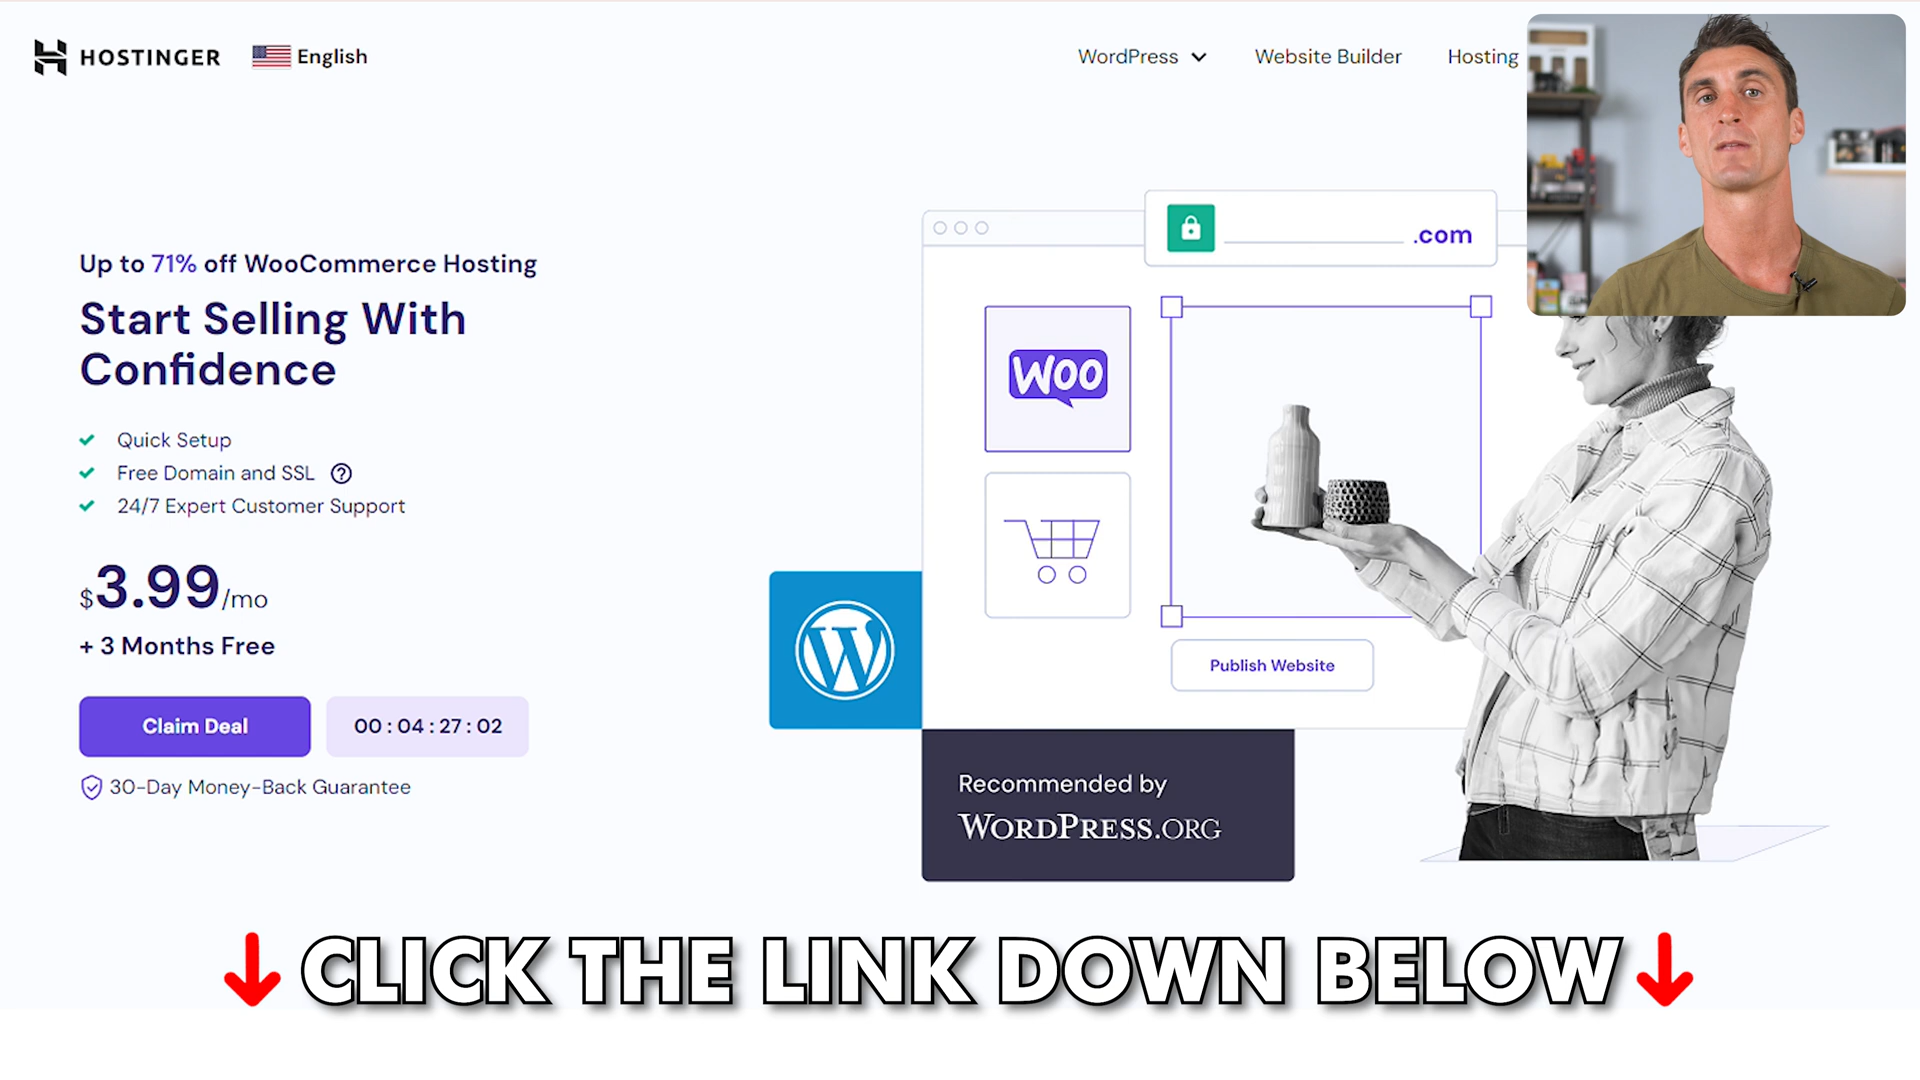 HOSTINGER
English
WordPress
Website Builder
Hosting
.com
Up to 71% off WooCommerce Hosting
Start Selling With
Confidence
Quick Setup
Free Domain and SSL ?
24/7 Expert Customer Support
$3.99/mo
+ 3 Months Free
Claim Deal
00 : 04 : 27 : 02
30-Day Money-Back Guarantee
WOO
W
Publish Website
Recommended by
WORDPRESS.ORG
CLICK THE LINK DOWN BELOW